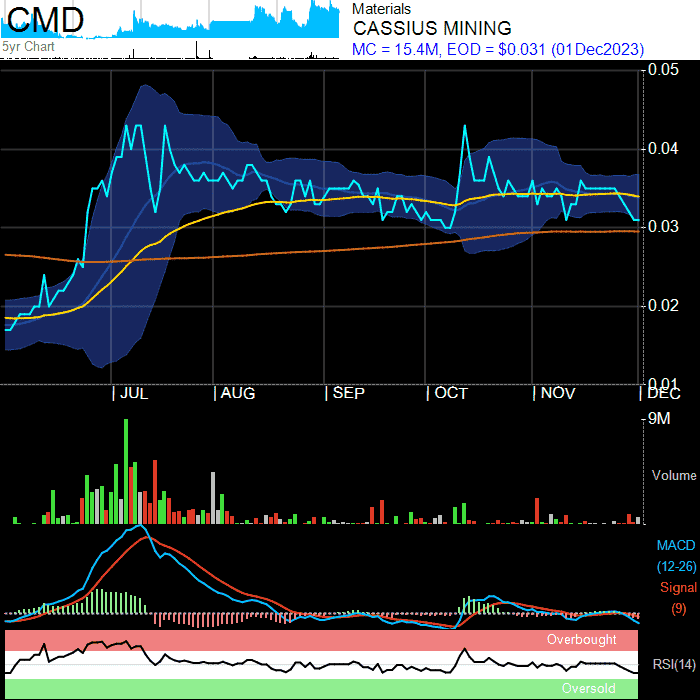 CMD
5yr Chart
Materials
CASSIUS MINING
MC = 15.4M, EOD = $0.031 (01Dec2023)
0.05
0.04
0.03
0.02
0.01
JUL AUG SEP OCT NOV DEC
9M
Volume
MACD
(12-26)
Signal
(9)
Overbought
RSI(14)
Oversold